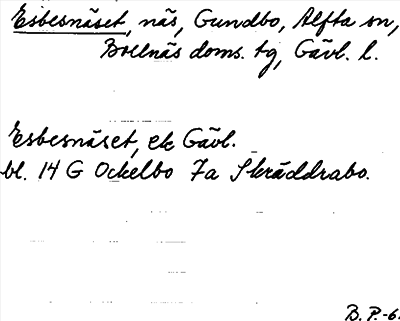 Esbesnäset, näs, Gundbo, Alfta sn,
Bollnäs doms. tg, Gävl. l.
Esbesnäset, ek Gävl.
bl. 14 G Ockelbo 7a Skräddrabo.
B. P.-6.